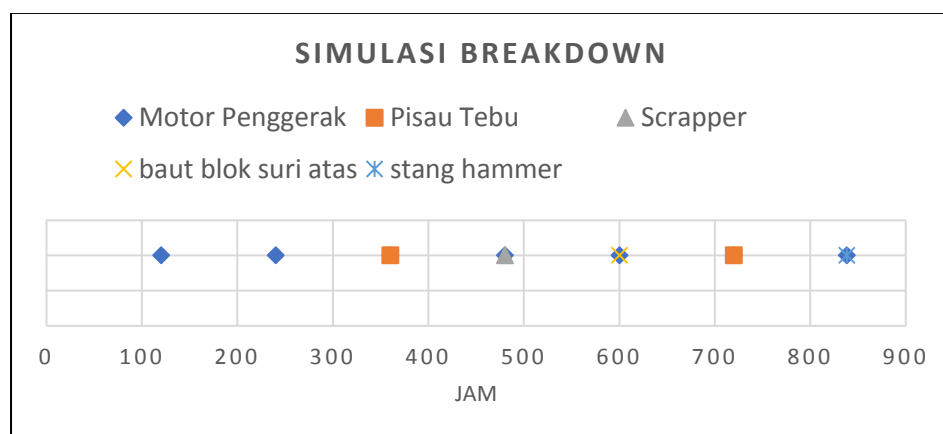 SIMULASI BREAKDOWN
Motor Penggerak Pisau Tebu Scrapper
baut blok suri atas stang hammer
0 100 200 300 400 500 600 700 800 900
JAM